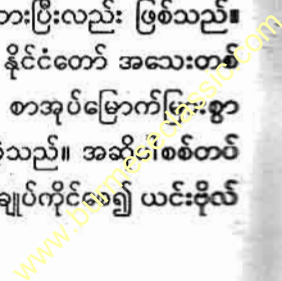 ားပြီးလည်း ဖြစ်သည်။
နိုင်ငံတော် အသေးတစ်
စာအုပ်မြောက်မြားစွာ
သည်။ အဆိုပါစစ်တပ်
ချုပ်ကိုင်၍ ယင်းဗိုလ်
www.burmeseclassic.com